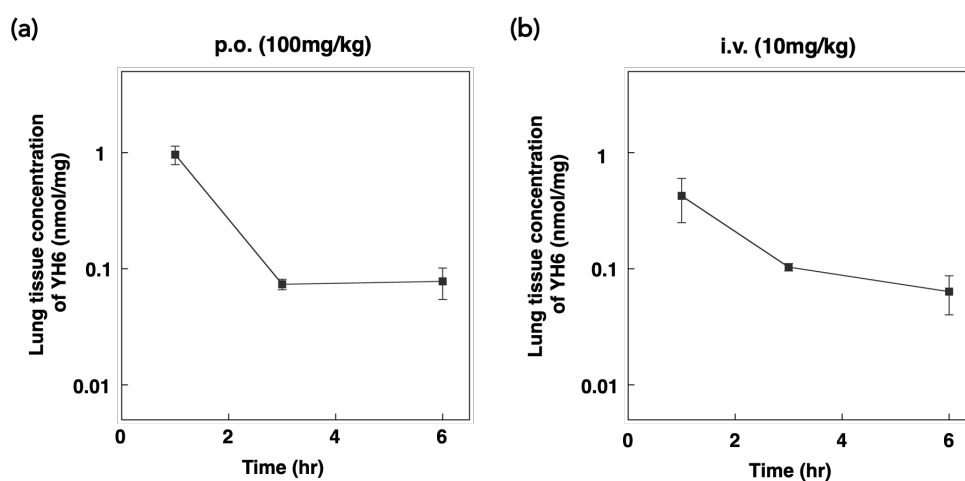 (a)
p.o. (100mg/kg)
Lung tissue concentration
of YH6 (nmol/mg)
1
0.1
0.01
0
2
4
6
Time (hr)
(b)
i.v. (10mg/kg)
Lung tissue concentration
of YH6 (nmol/mg)
1
0.1
0.01
0
2
4
6
Time (hr)